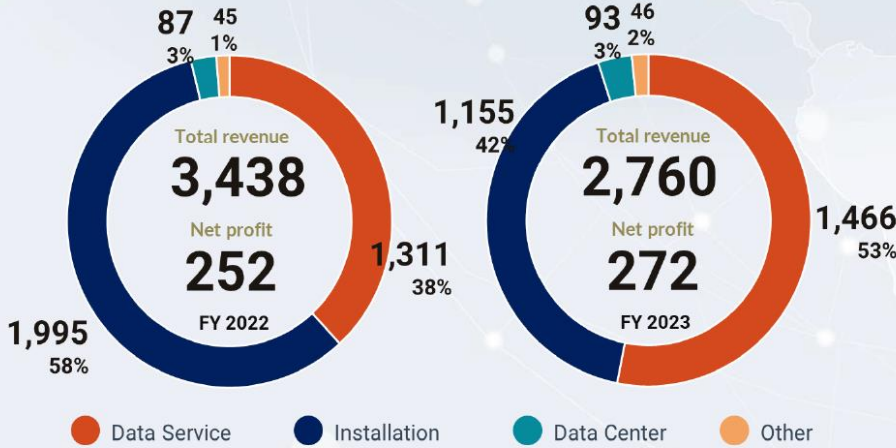 87
3%
45
1%
Total revenue
3,438
Net profit
252
FY 2022
1,311
38%
1,995
58%
93
3%
46
2%
1,155
42%
Total revenue
2,760
Net profit
272
FY 2023
1,466
53%
Data Service
Installation
Data Center
Other